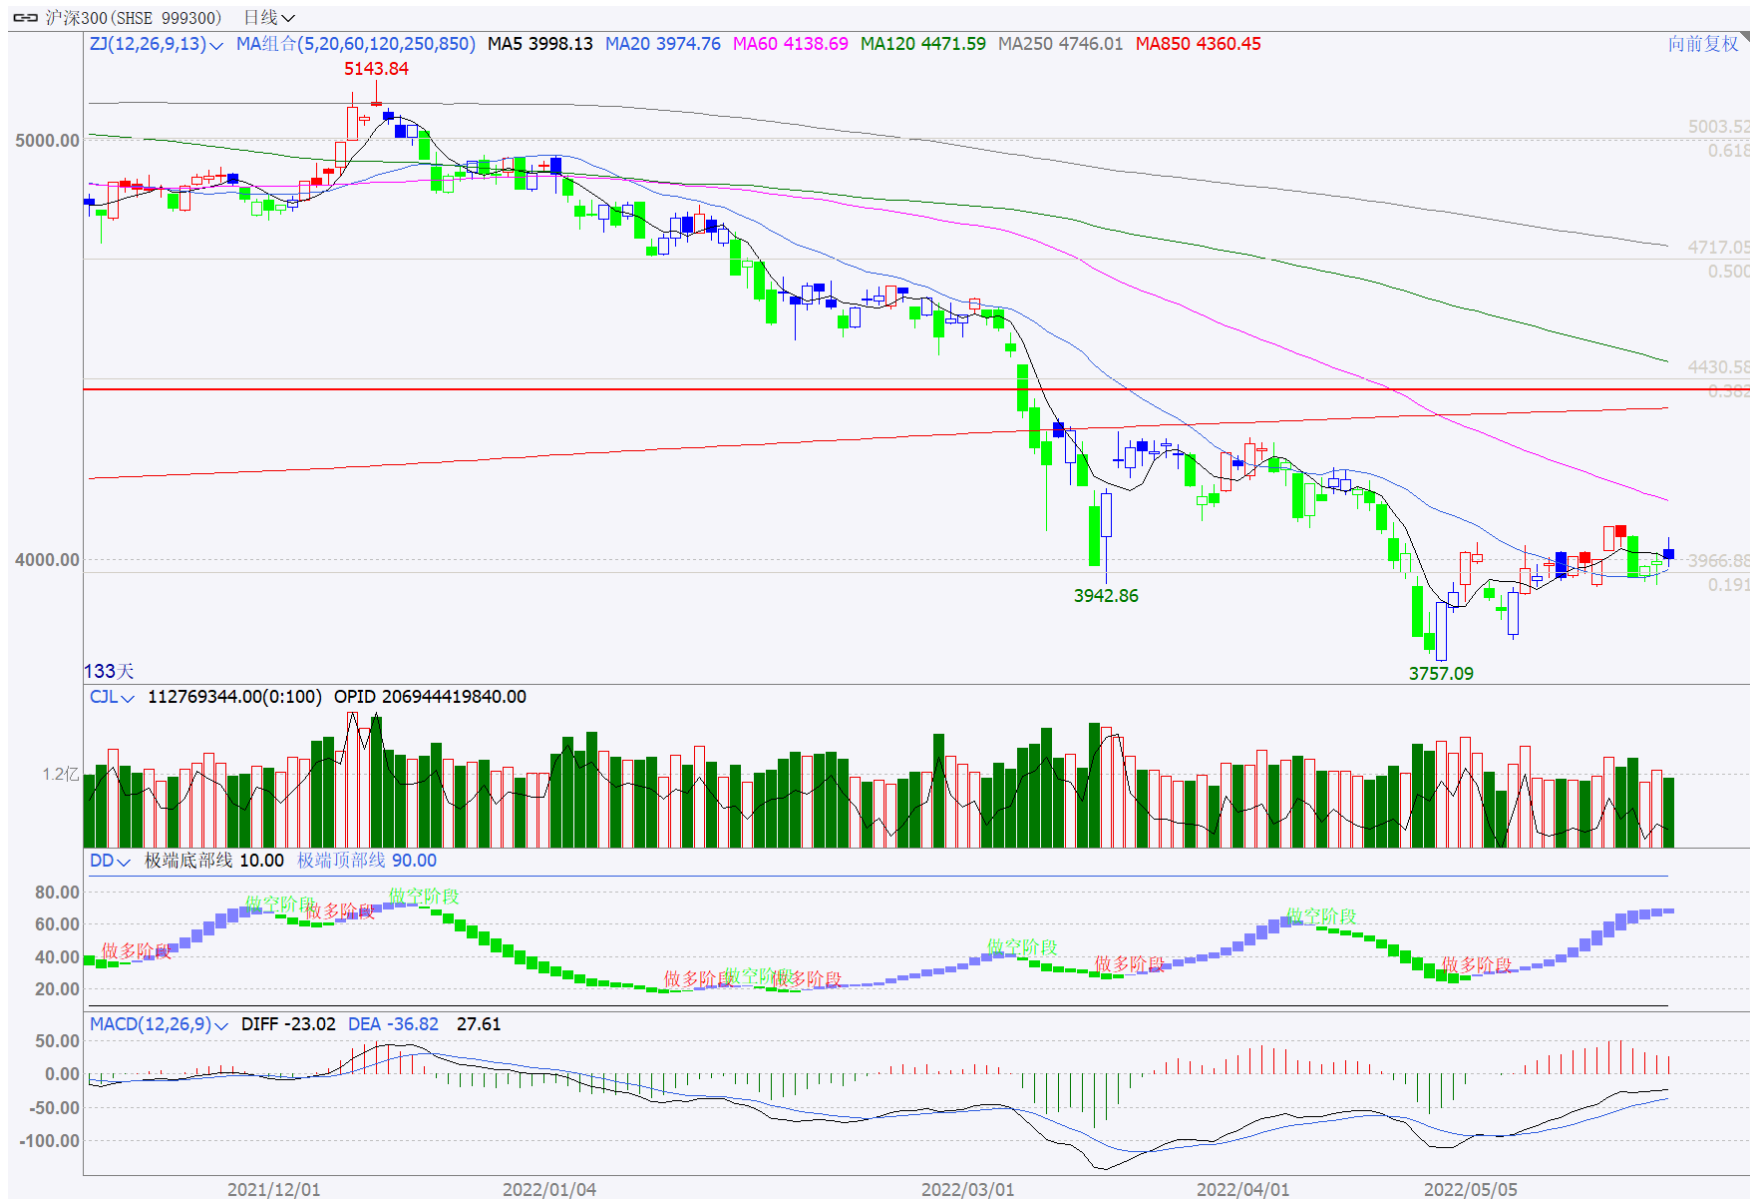 沪深300(SHSE 999300) 日线
ZJ(12,26,9,13) MA组合(5,20,60,120,250,850) MA5 3998.13 MA20 3974.76 MA60 4138.69 MA120 4471.59 MA250 4746.01 MA850 4360.45 向前复权
5143.84
5003.52
5000.00
0.618
4717.05
0.500
4430.58
0.382
4000.00
3966.88
0.191
3942.86
133天
3757.09
CJL 112769344.00(0:100) OPID 206944419840.00
1.2亿
DD 极端底部线 10.00 极端顶部线 90.00
80.00
做空阶段
做多阶段
做空阶段
做空阶段
60.00
做多阶段
做空阶段
40.00
做多阶段
做多阶段
做多阶段
做空阶段
做多阶段
20.00
MACD(12,26,9) DIFF -23.02 DEA -36.82 27.61
50.00
0.00
-50.00
-100.00
2021/12/01 2022/01/04 2022/03/01 2022/04/01 2022/05/05